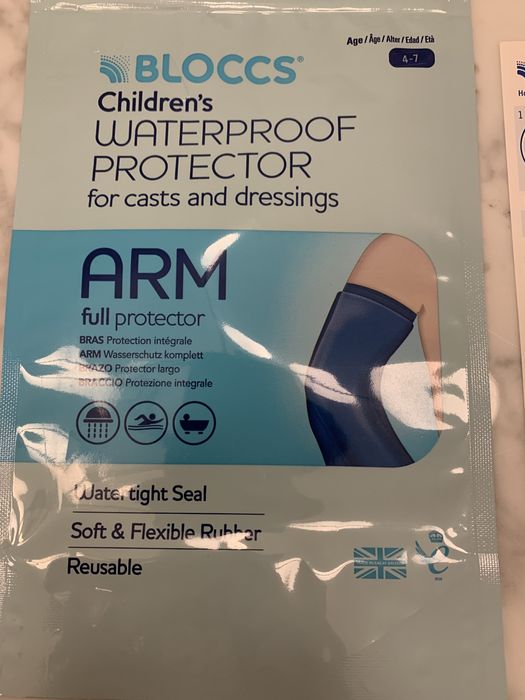 Age / Âge / Alter / Edad / Età
4-7
BLOCCS®
Children's
WATERPROOF
PROTECTOR
for casts and dressings
ARM
full protector
BRAS Protection intégrale
ARM Wasserschutz komplett
BRAZO Protector largo
BRACCIO Protezione integrale
Watertight Seal
Soft & Flexible Rubber
Reusable